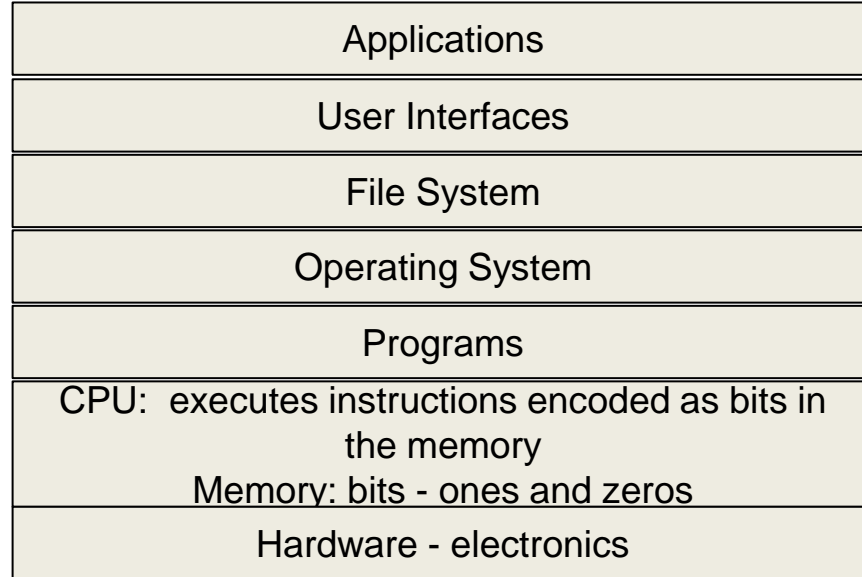 Applications
User Interfaces
File System
Operating System
Programs
CPU:  executes instructions encoded as bits in
the memory
Memory: bits - ones and zeros
Hardware - electronics